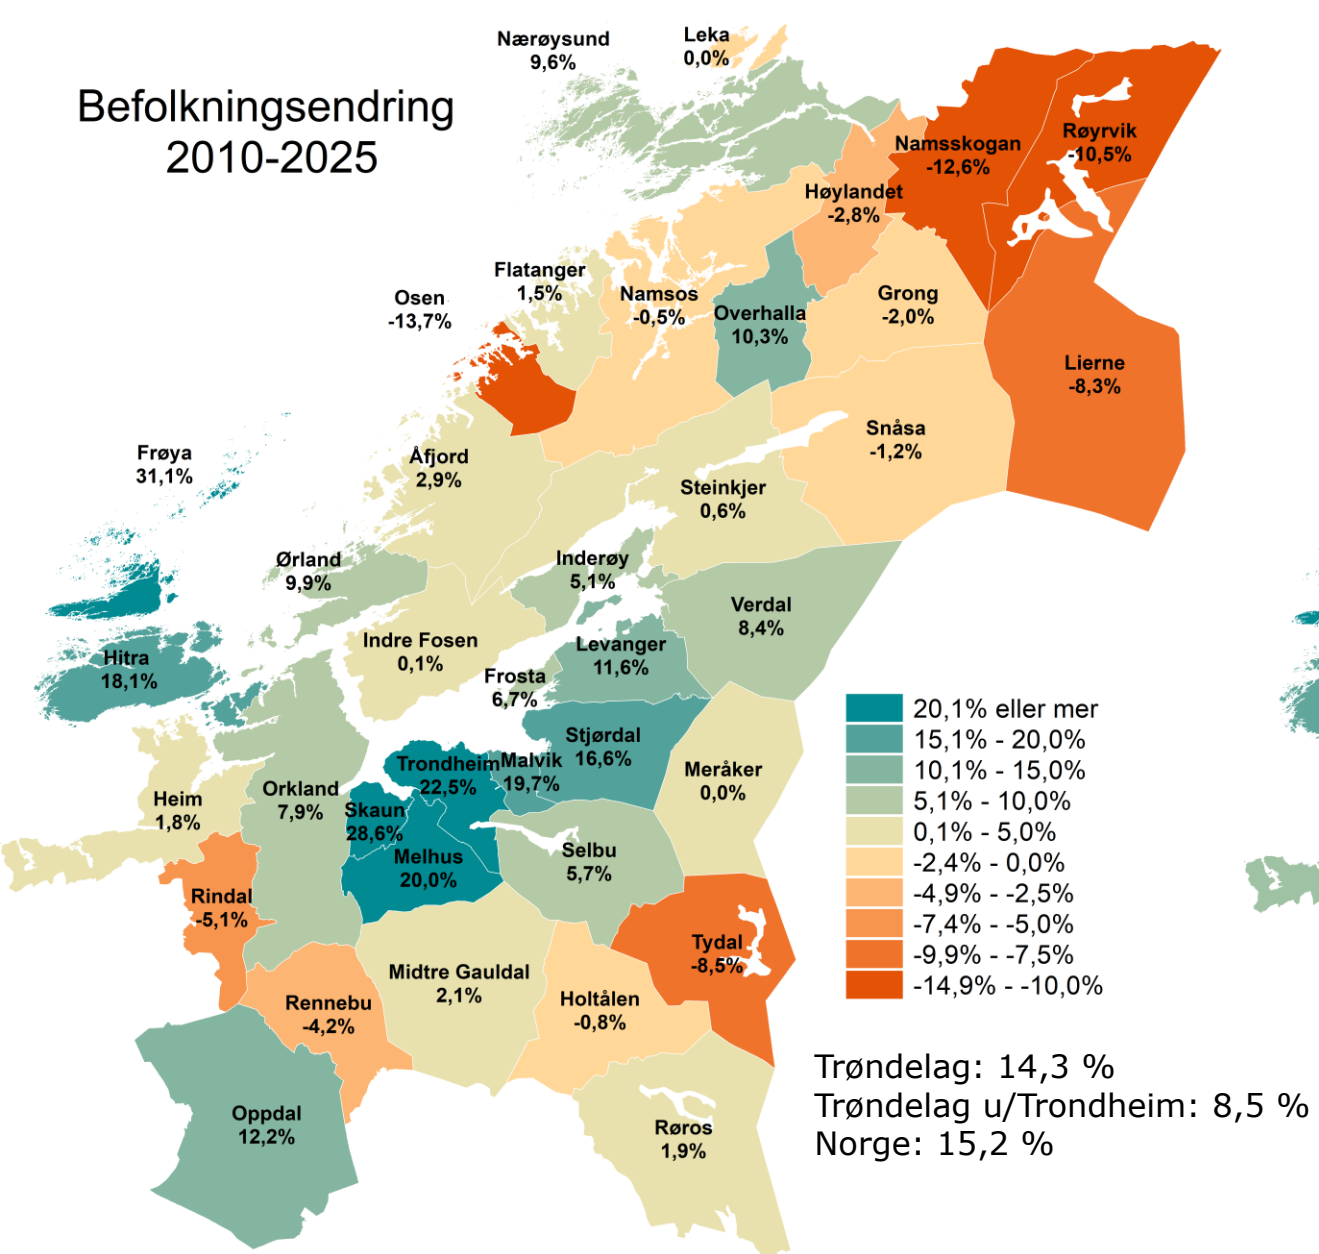 Befolkningsendring
2010-2025
Nærøysund
9,6%
Leka
0,0%
Namsskogan
-12,6%
Røyrvik
-10,5%
Høylandet
-2,8%
Flatanger
1,5%
Osen
-13,7%
Namsos
-0,5%
Overhalla
10,3%
Grong
-2,0%
Lierne
-8,3%
Snåsa
-1,2%
Frøya
31,1%
Åfjord
2,9%
Steinkjer
0,6%
Ørland
9,9%
Inderøy
5,1%
Verdal
8,4%
Indre Fosen
0,1%
Levanger
11,6%
Hitra
18,1%
Frosta
6,7%
Stjørdal
16,6%
Trondheim
22,5%
Malvik
19,7%
Meråker
0,0%
Orkland
7,9%
Heim
1,8%
Skaun
28,6%
Melhus
20,0%
Selbu
5,7%
Rindal
-5,1%
Tydal
-8,5%
Midtre Gauldal
2,1%
Rennebu
-4,2%
Holtålen
-0,8%
Oppdal
12,2%
Røros
1,9%
20,1% eller mer
15,1% - 20,0%
10,1% - 15,0%
5,1% - 10,0%
0,1% - 5,0%
-2,4% - 0,0%
-4,9% - -2,5%
-7,4% - -5,0%
-9,9% - -7,5%
-14,9% - -10,0%
Trøndelag: 14,3 %
Trøndelag u/Trondheim: 8,5 %
Norge: 15,2 %